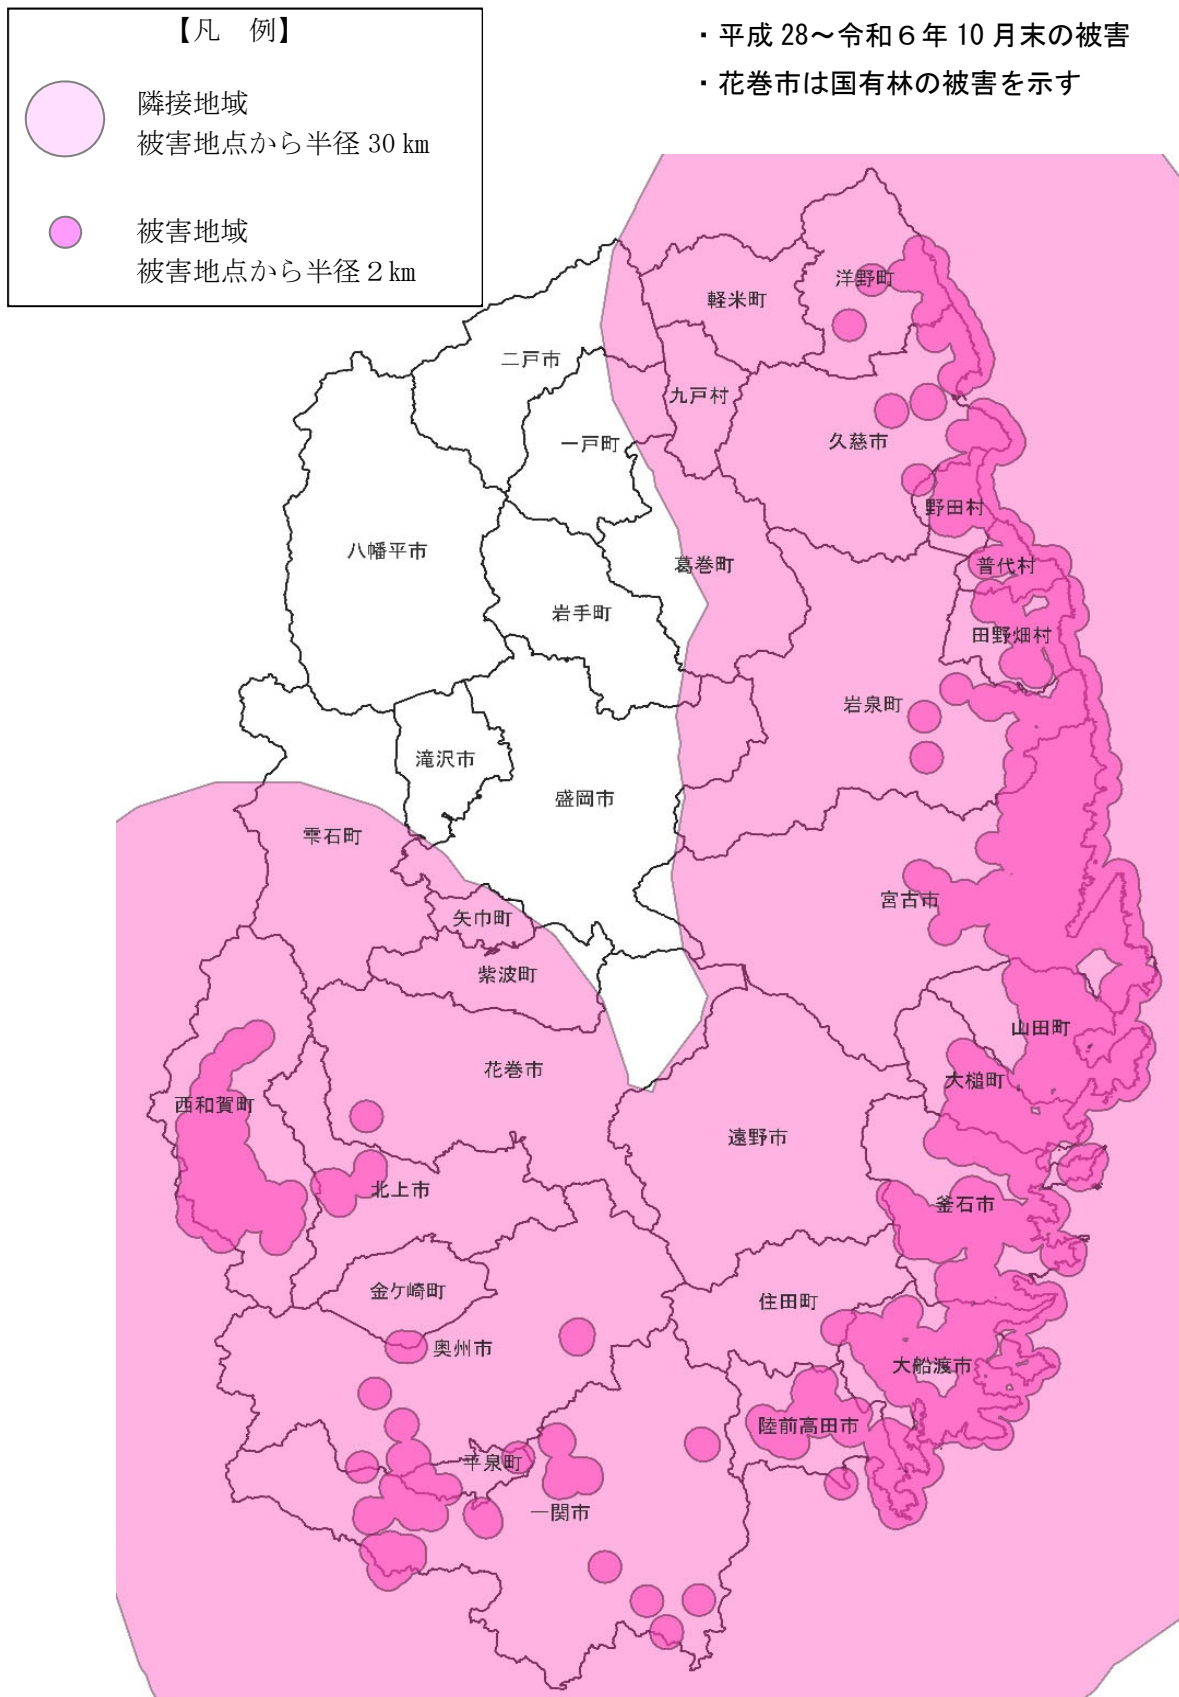 【凡　例】
隣接地域
被害地点から半径 30 km
被害地域
被害地点から半径２km
・平成 28～令和６年 10 月末の被害
・花巻市は国有林の被害を示す
洋野町
軽米町
二戸市
九戸村
一戸町
久慈市
野田村
八幡平市
葛巻町
普代村
岩手町
田野畑村
岩泉町
滝沢市
盛岡市
雫石町
宮古市
矢巾町
紫波町
山田町
花巻市
大槌町
西和賀町
遠野市
北上市
釜石市
金ケ崎町
住田町
奥州市
大船渡市
陸前高田市
平泉町
一関市